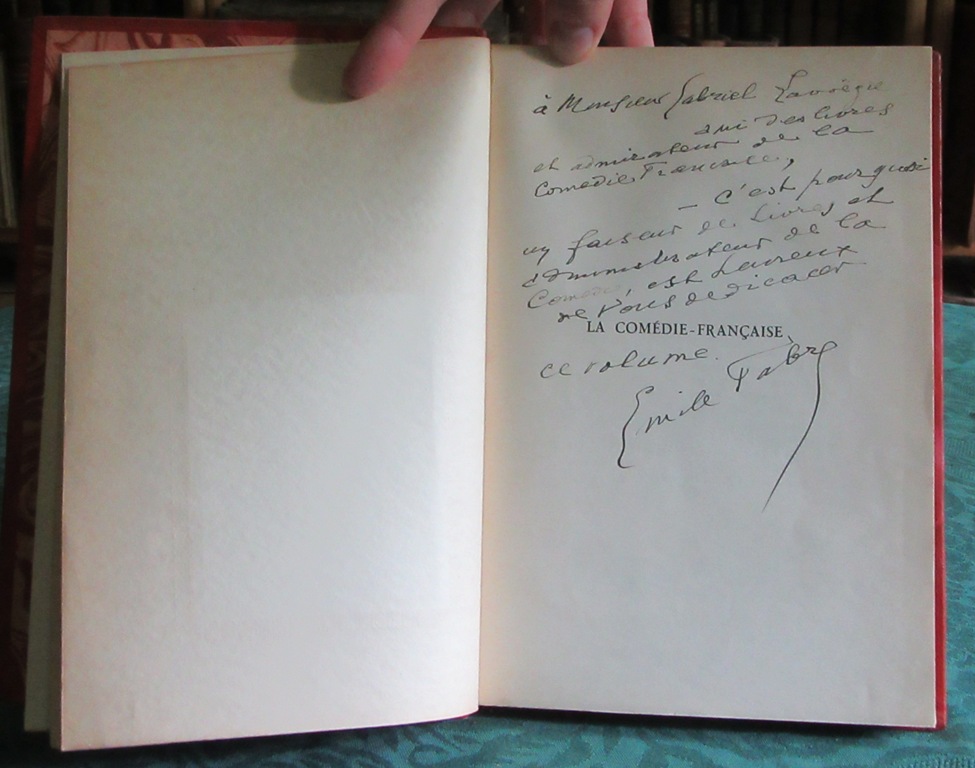 à Monsieur Gabriel
ami des livres
et admirateur de la
Comédie Française,
— C'est pourquoi
un faiseur de livres et
administrateur de la
Comédie, est heureux
de vous dédicacer
LA COMÉDIE-FRANÇAISE
ce volume.
Emile Fabre